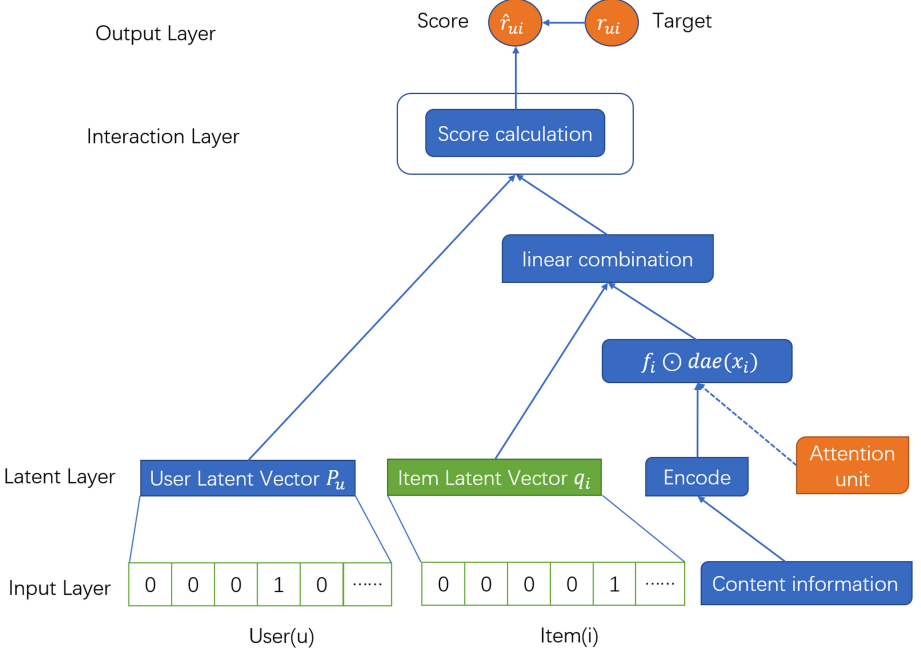 Output Layer
Score
r̂ui
rui
Target
Interaction Layer
Score calculation
linear combination
fi ⊙ dae(xi)
Latent Layer
User Latent Vector Pu
Item Latent Vector qi
Encode
Attention
unit
Input Layer
0 0 0 1 0 ······
0 0 0 0 1 ······
Content information
User(u)
Item(i)